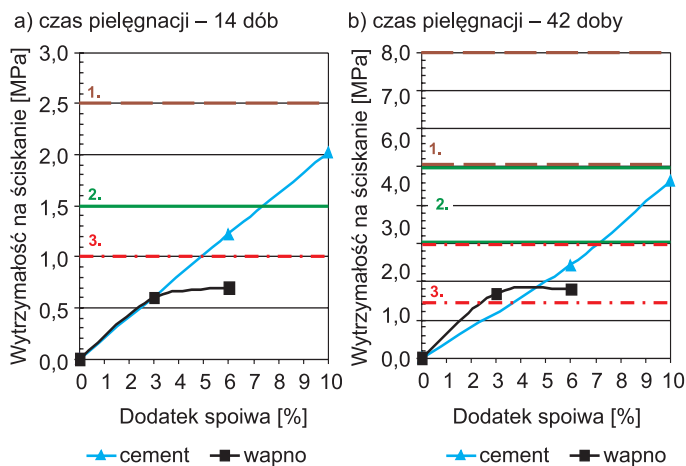 a) czas pielęgnacji – 14 dób
Wytrzymałość na ściskanie [MPa]
3,0
2,5
2,0
1,5
1,0
0,5
0,0
1.
2.
3.
0 1 2 3 4 5 6 7 8 9 10
Dodatek spoiwa [%]
cement wapno
b) czas pielęgnacji – 42 doby
Wytrzymałość na ściskanie [MPa]
8,0
7,0
6,0
5,0
4,0
3,0
2,0
1,0
0,0
1.
2.
3.
0 1 2 3 4 5 6 7 8 9 10
Dodatek spoiwa [%]
cement wapno